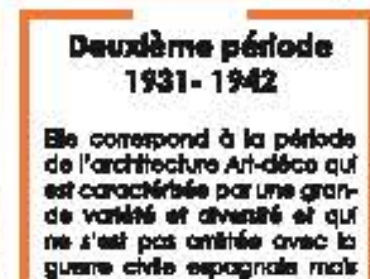 Deuxième période
1931- 1942
Elle correspond à la période
de l'architecture Art-déco qui
est caractérisée par une gran-
de variété et diversité et qui
ne s'est pas arrêtée avec la
guerre civile espagnole mais